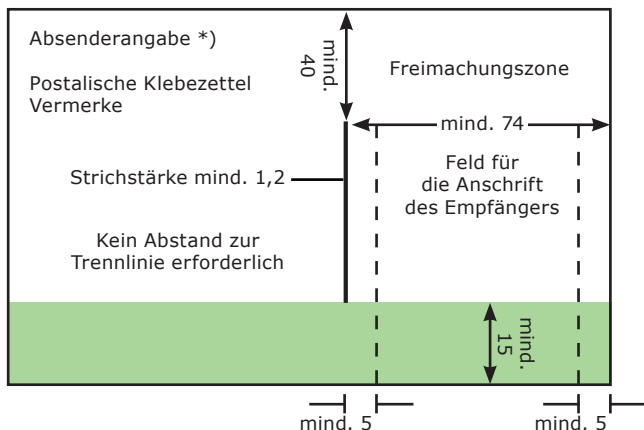 Absenderangabe *)
Postalische Klebezettel
Vermerke
mind.
40
Freimachungszone
mind. 74
Strichstärke mind. 1,2
Feld für
die Anschrift
des Empfängers
Kein Abstand zur
Trennlinie erforderlich
mind.
15
mind. 5
mind. 5